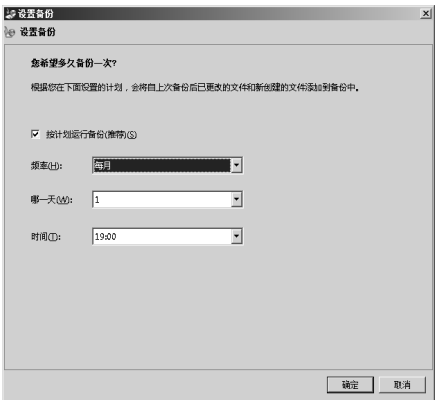 设置备份
设置备份
您希望多久备份一次?
根据您在下面设置的计划，会将自上次备份后已更改的文件和新创建的文件添加到备份中。
按计划运行备份(推荐)(S)
频率(H): 每月
哪一天(W): 1
时间(T): 19:00
确定 取消